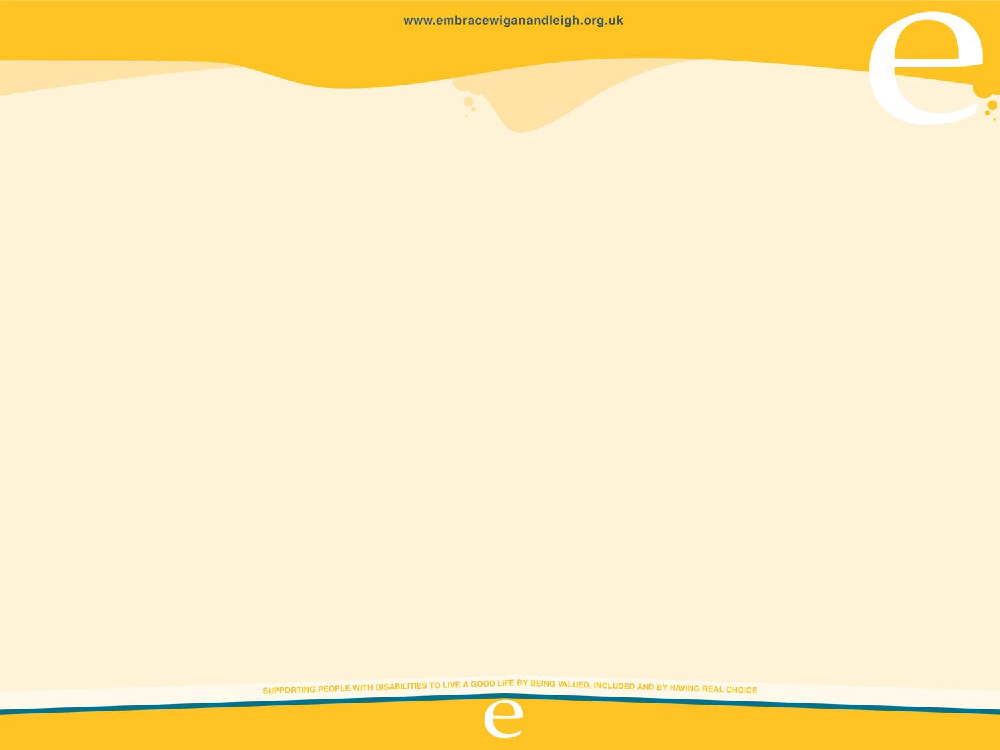 www.embracewiganandleigh.org.uk
e
SUPPORTING PEOPLE WITH DISABILITIES TO LIVE A GOOD LIFE BY BEING VALUED, INCLUDED AND BY HAVING REAL CHOICE
e